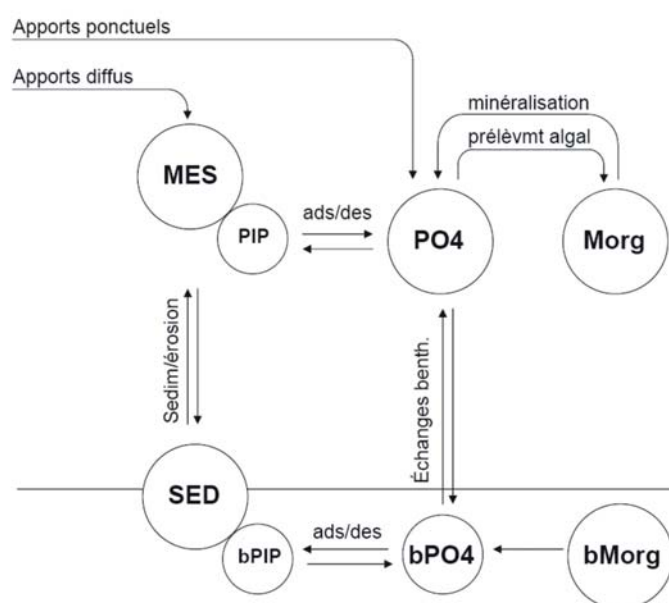 Apports ponctuels
Apports diffus
minéralisation
prélèvmt algal
MES
ads/des
PIP
PO4
Morg
Sedim/érosion
Échanges benth.
SED
ads/des
bPIP
bPO4
bMorg